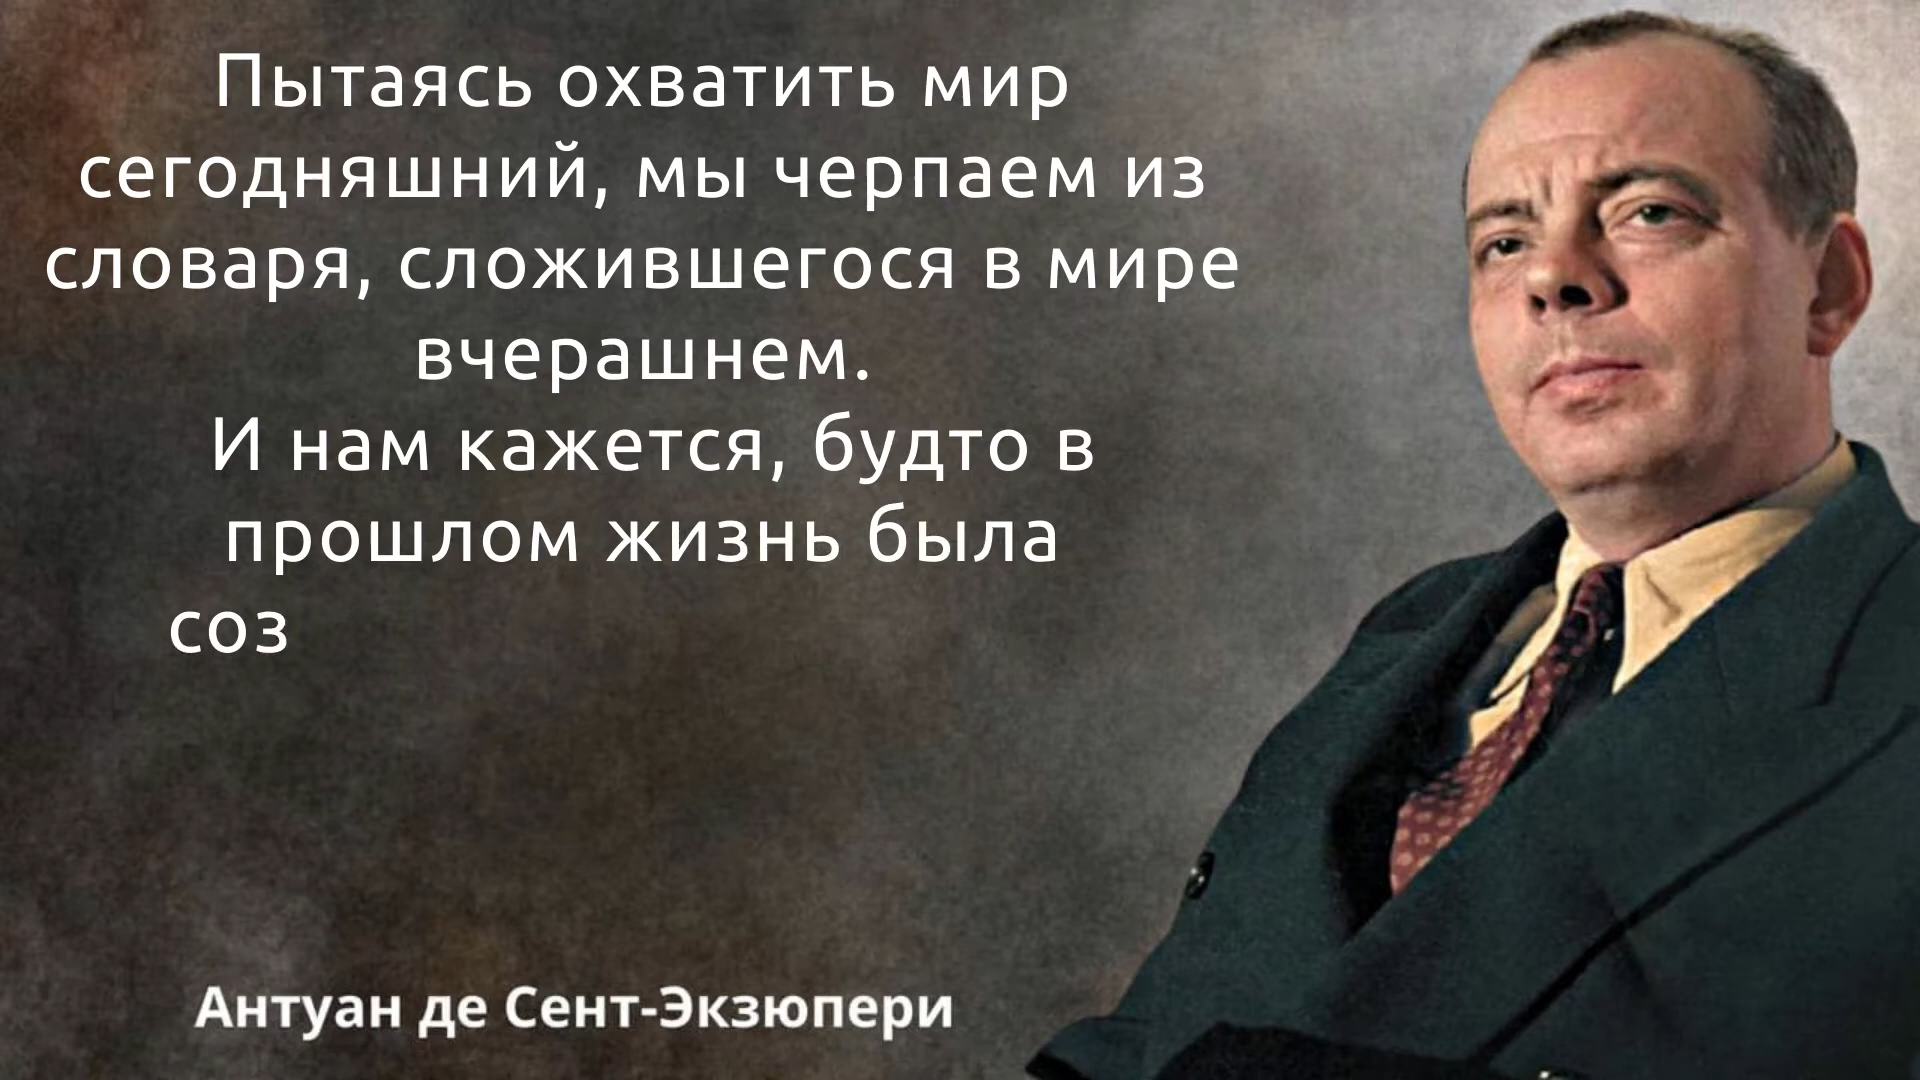 Пытаясь охватить мир
сегодняшний, мы черпаем из
словаря, сложившегося в мире
вчерашнем.
И нам кажется, будто в
прошлом жизнь была
соз
Антуан де Сент-Экзюпери